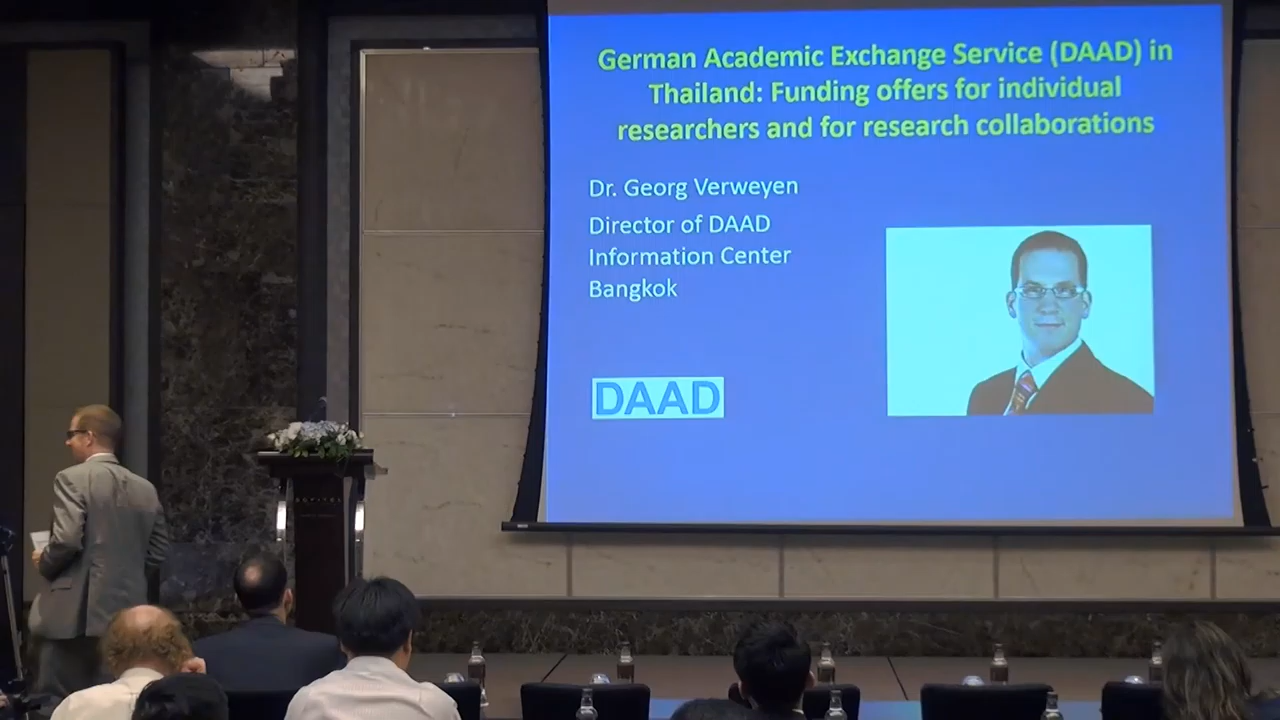 German Academic Exchange Service (DAAD) in
Thailand: Funding offers for individual
researchers and for research collaborations
Dr. Georg Verweyen
Director of DAAD
Information Center
Bangkok
DAAD
SOFITEL